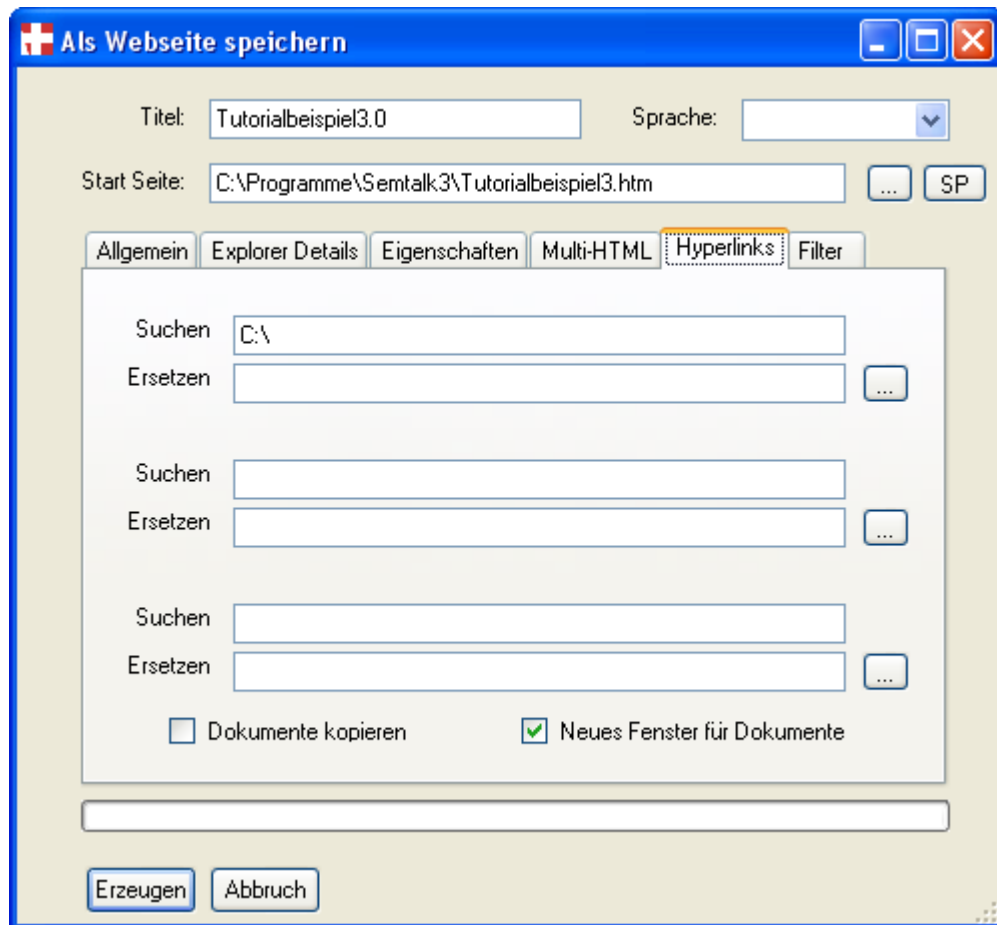 Als Webseite speichern
Titel: Tutorialbeispiel3.0 Sprache:
Start Seite: C:\Programme\Semtalk3\Tutorialbeispiel3.htm ... SP
Allgemein Explorer Details Eigenschaften Multi-HTML Hyperlinks Filter
Suchen C:\
Ersetzen ...
Suchen
Ersetzen ...
Suchen
Ersetzen ...
Dokumente kopieren Neues Fenster für Dokumente
Erzeugen Abbruch